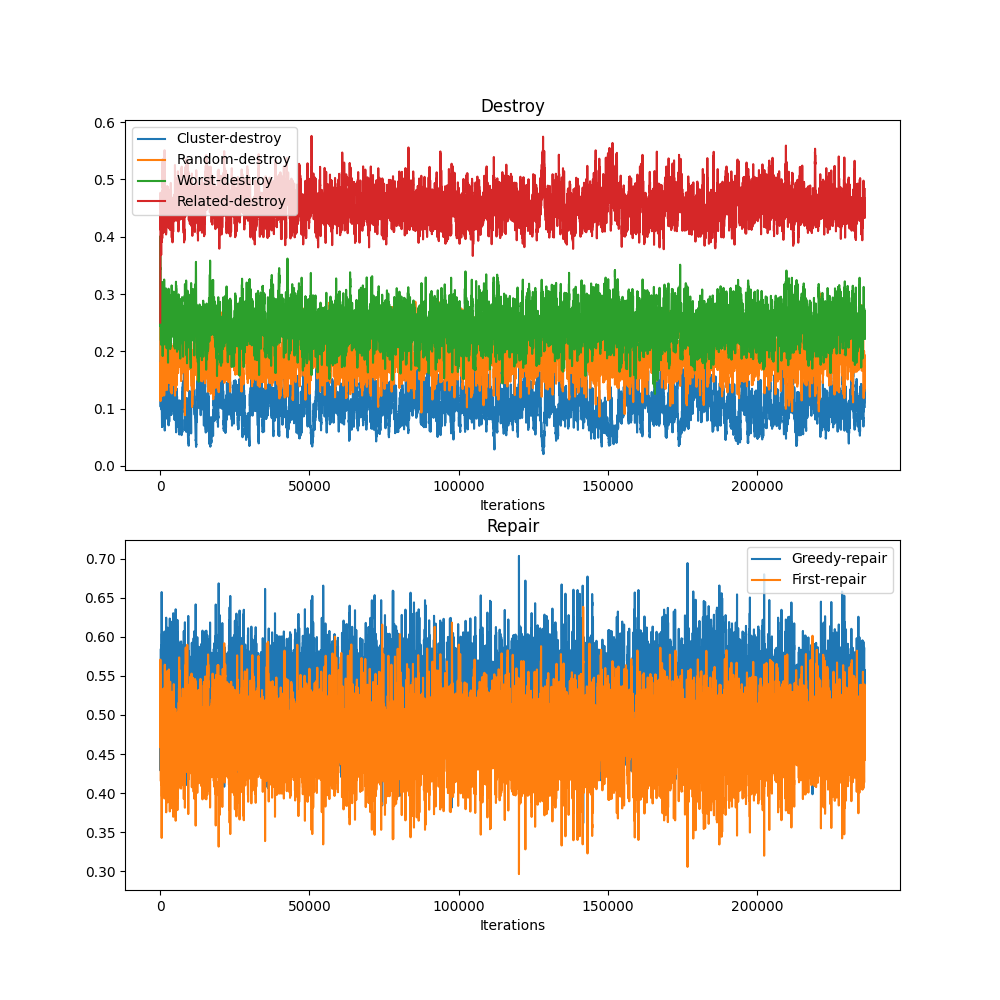 Destroy
Cluster-destroy
Random-destroy
Worst-destroy
Related-destroy
0.6
0.5
0.4
0.3
0.2
0.1
0.0
0 50000 100000 150000 200000
Iterations
Repair
Greedy-repair
First-repair
0.70
0.65
0.60
0.55
0.50
0.45
0.40
0.35
0.30
0 50000 100000 150000 200000
Iterations